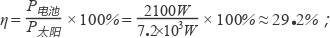 η = P电池/P太阳 × 100% = 2100W/7.2×10³W × 100% ≈ 29.2% ；